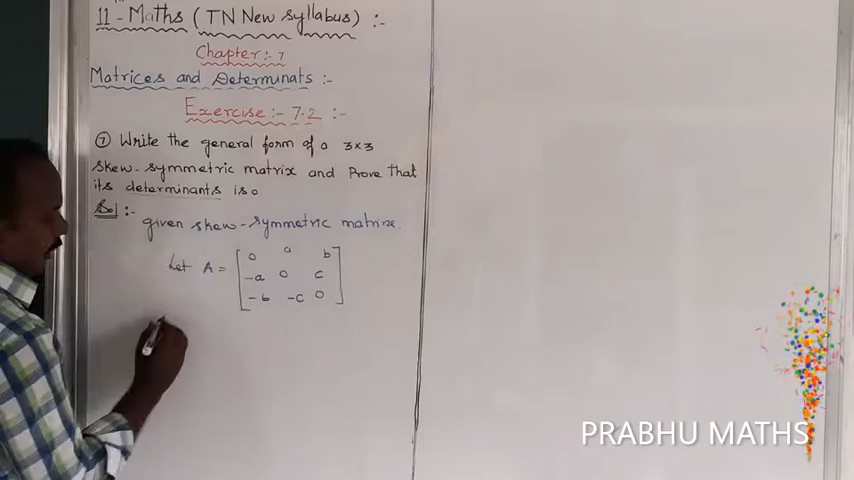 11th - Maths ( TN New syllabus ) :-
Chapter :- 7
Matrices and Determinats :-
Exercise :- 7.2 :-
⑦ Write the general form of a 3×3
skew-symmetric matrix and Prove that
its determinants is 0
Sol :-
given skew-symmetric matrix.
Let A = [ 0 a b
-a 0 c
-b -c 0 ]
PRABHU MATHS